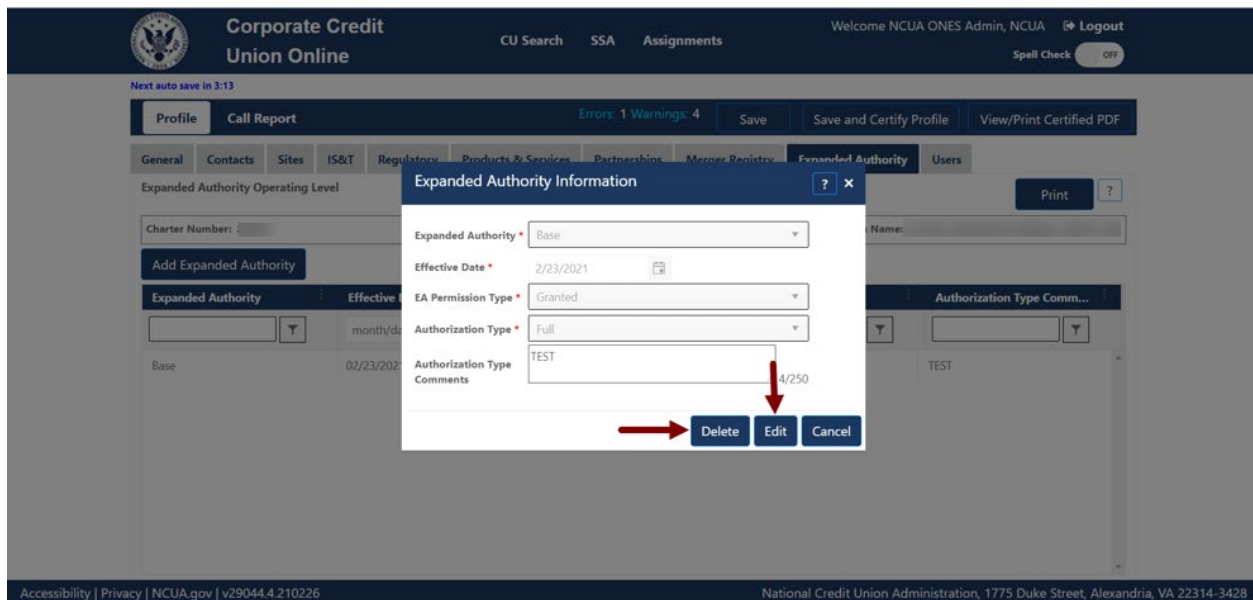 Corporate Credit
Union Online
CU Search SSA Assignments
Welcome NCUA ONES Admin, NCUA Logout
Spell Check OFF
Next auto save in 3:13
Profile Call Report Errors: 1 Warnings: 4 Save Save and Certify Profile View/Print Certified PDF
General Contacts Sites IS&T Regulatory Products & Services Partnerships Merger Registry Expanded Authority Users
Expanded Authority Operating Level
Print ?
Charter Number: Name:
Add Expanded Authority
Expanded Authority Effective Authorization Type Comm...
month/da
Base 02/23/202 TEST
Expanded Authority Information ? ×
Expanded Authority * Base
Effective Date * 2/23/2021
EA Permission Type * Granted
Authorization Type * Full
Authorization Type
Comments
TEST
4/250
Delete Edit Cancel
Accessibility | Privacy | NCUA.gov | v29044.4.210226 National Credit Union Administration, 1775 Duke Street, Alexandria, VA 22314-3428